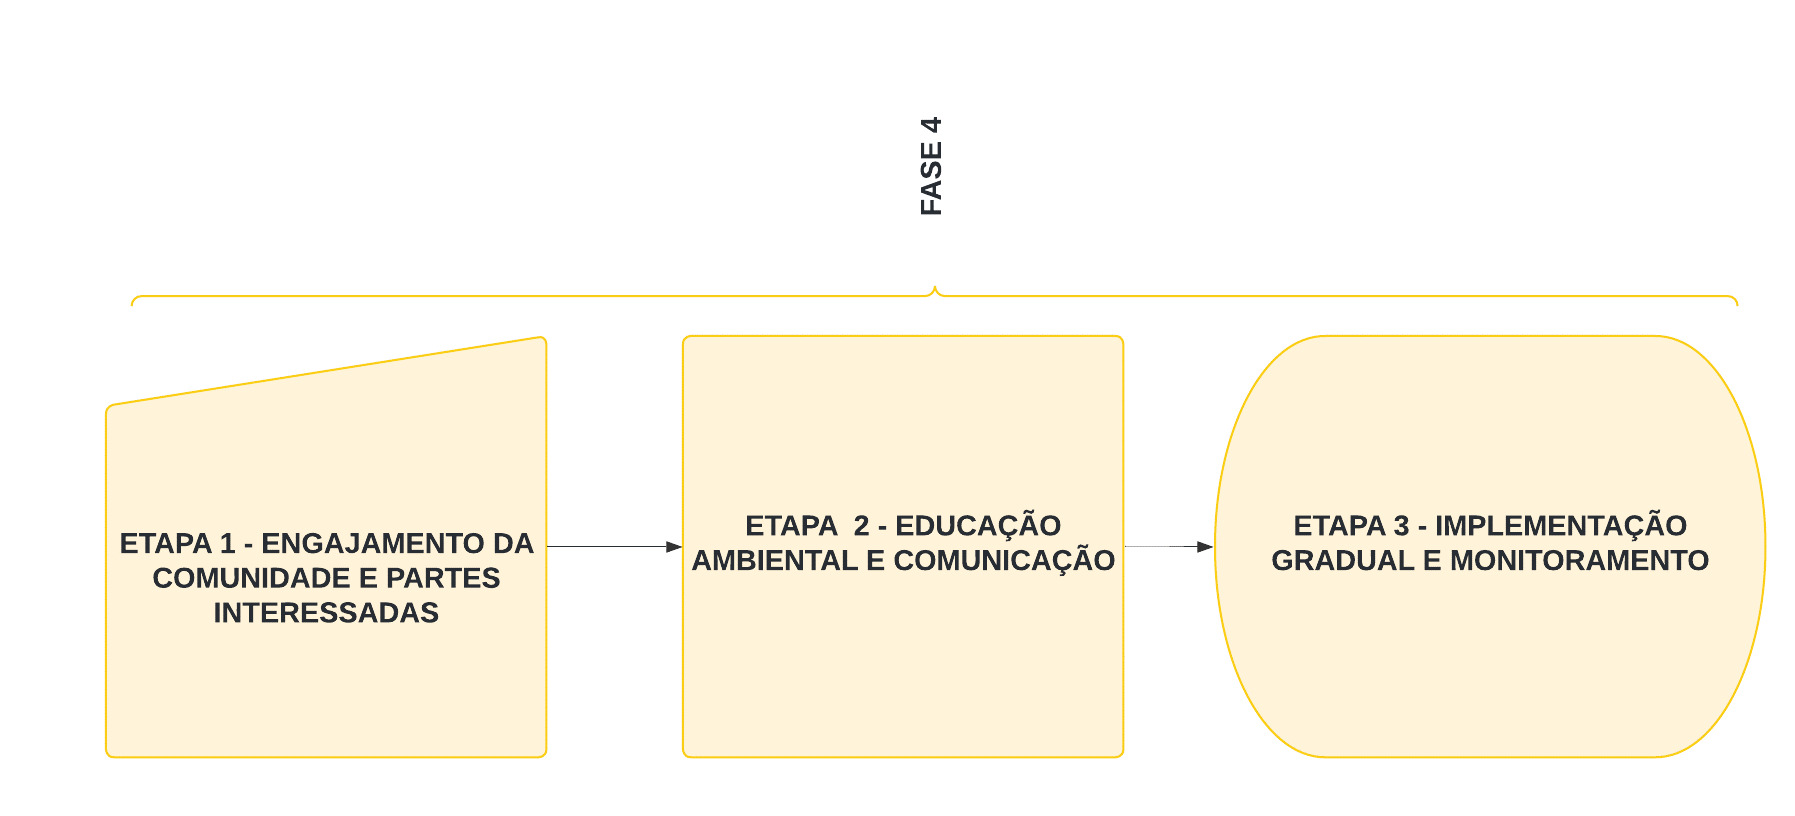 FASE 4
ETAPA 1 - ENGAJAMENTO DA
COMUNIDADE E PARTES
INTERESSADAS
ETAPA  2 - EDUCAÇÃO
AMBIENTAL E COMUNICAÇÃO
ETAPA 3 - IMPLEMENTAÇÃO
GRADUAL E MONITORAMENTO